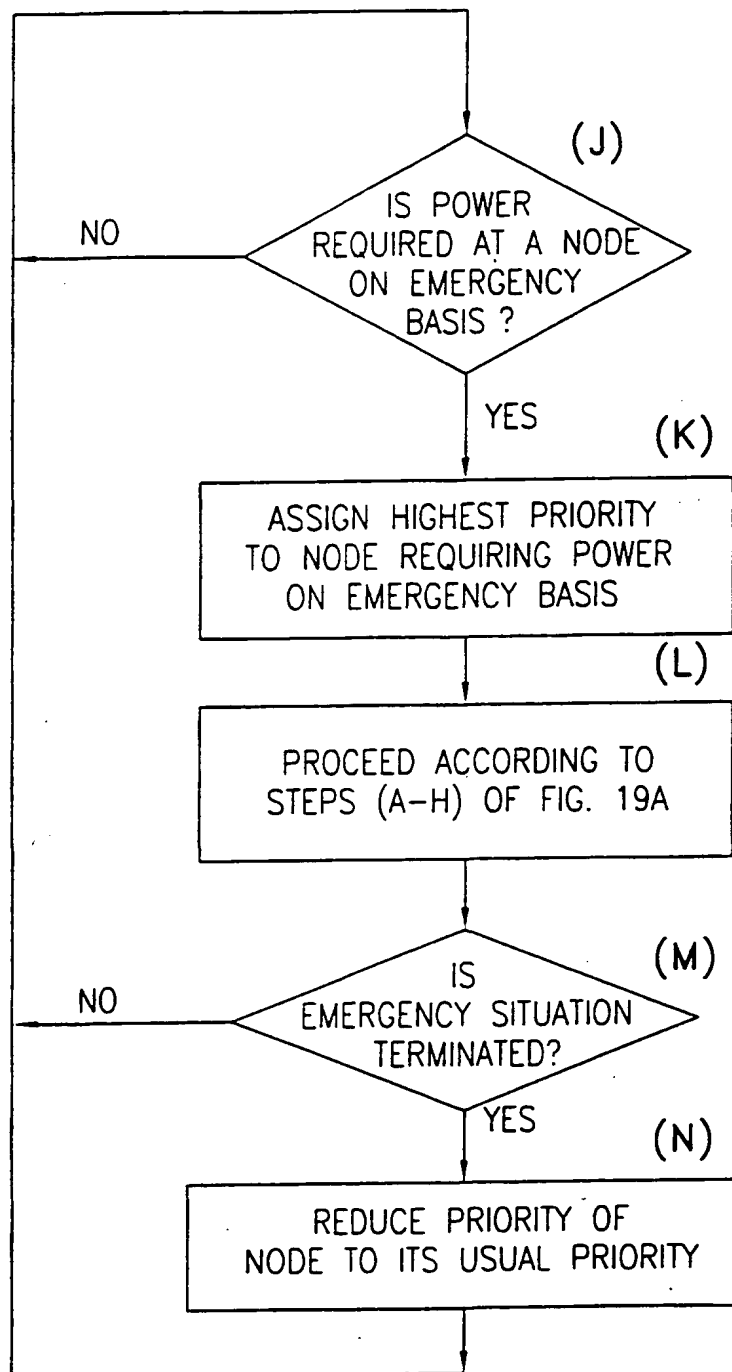 (J)
IS POWER
REQUIRED AT A NODE
ON EMERGENCY
BASIS ?
NO
YES
(K)
ASSIGN HIGHEST PRIORITY
TO NODE REQUIRING POWER
ON EMERGENCY BASIS
(L)
PROCEED ACCORDING TO
STEPS (A-H) OF FIG. 19A
(M)
IS
EMERGENCY SITUATION
TERMINATED?
NO
YES
(N)
REDUCE PRIORITY OF
NODE TO ITS USUAL PRIORITY